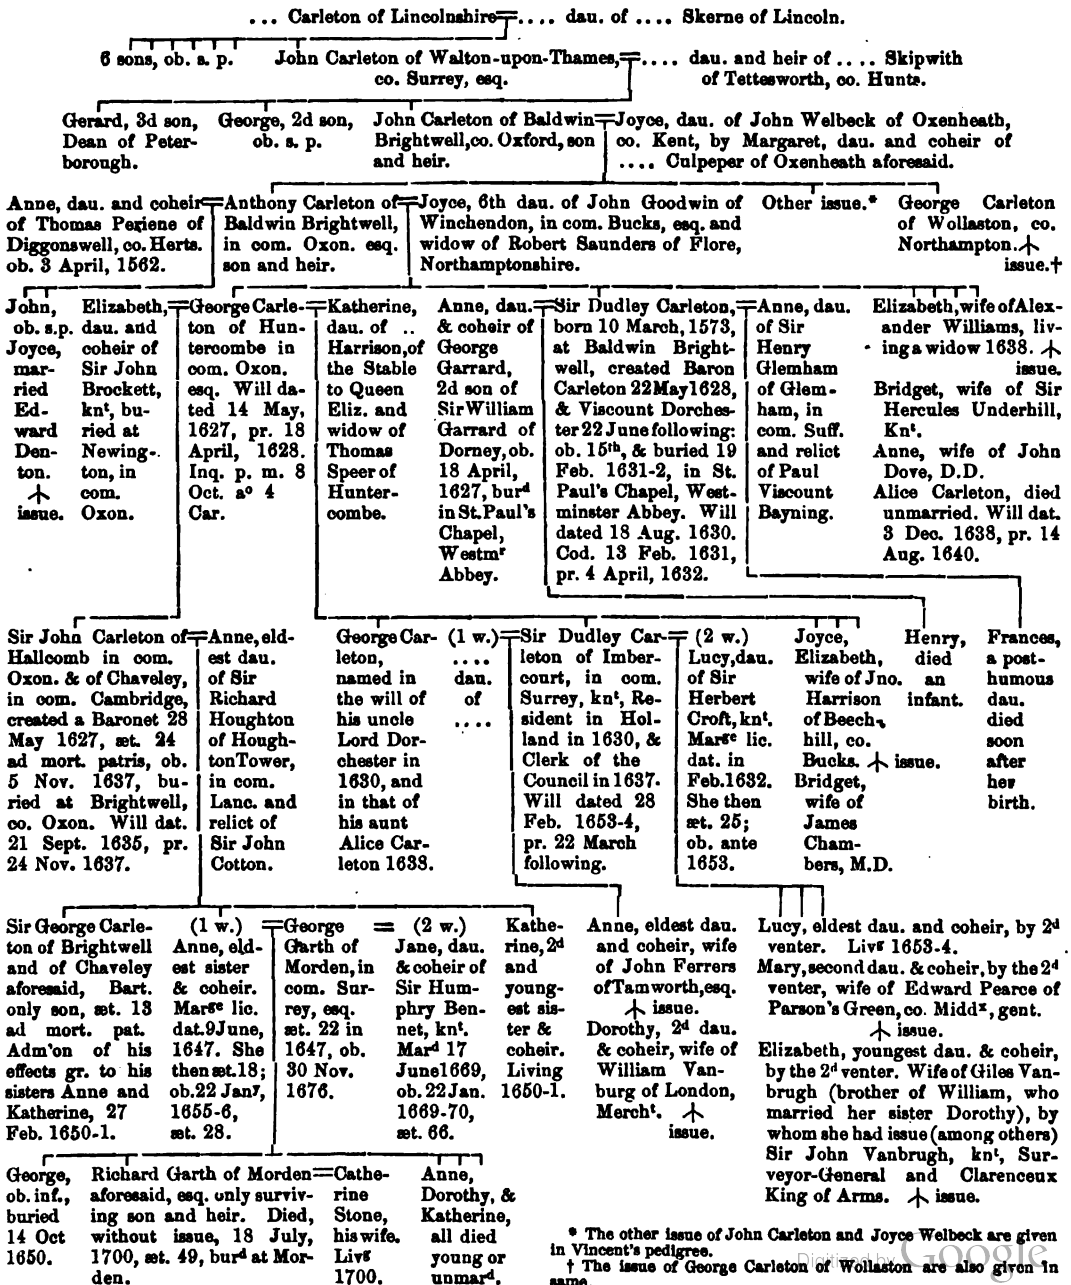 ... Carleton of Lincolnshire=.... dau. of .... Skerne of Lincoln.
6 sons, ob. s. p.
John Carleton of Walton-upon-Thames,=.... dau. and heir of .... Skipwith
co. Surrey, esq.
of Tettesworth, co. Hunts.
Gerard, 3d son,
Dean of Peter-
borough.
George, 2d son,
ob. s. p.
John Carleton of Baldwin
Brightwell, co. Oxford, son
and heir.
=Joyce, dau. of John Welbeck of Oxenheath,
co. Kent, by Margaret, dau. and coheir of
.... Culpeper of Oxenheath aforesaid.
Anne, dau. and coheir
of Thomas Periene of
Diggonswell, co. Herts.
ob. 3 April, 1562.
=Anthony Carleton of
Baldwin Brightwell,
in com. Oxon. esq.
son and heir.
=Joyce, 6th dau. of John Goodwin of
Winchendon, in com. Bucks, esq. and
widow of Robert Saunders of Flore,
Northamptonshire.
Other issue.*
George Carleton
of Wollaston, co.
Northampton.
issue.†
John,
ob. s.p.
Joyce,
mar-
ried
Ed-
ward
Den-
ton.
issue.
Elizabeth,
dau. and
coheir of
Sir John
Brockett,
knᵗ, bu-
ried at
Newing-
ton, in
com.
Oxon.
=George Carle-
ton of Hun-
tercombe in
com. Oxon.
esq. Will da-
ted 14 May,
1627, pr. 18
April, 1628.
Inq. p. m. 8
Oct. aº 4
Car.
=Katherine,
dau. of ..
Harrison, of
the Stable
to Queen
Eliz. and
widow of
Thomas
Speer of
Hunter-
combe.
Anne, dau.
& coheir of
George
Garrard,
2d son of
Sir William
Garrard of
Dorney, ob.
18 April,
1627, burᵈ
in St. Paul's
Chapel,
Westmʳ
Abbey.
=Sir Dudley Carleton,
born 10 March, 1573,
at Baldwin Bright-
well, created Baron
Carleton 22 May 1628,
& Viscount Dorches-
ter 22 June following:
ob. 15ᵗʰ, & buried 19
Feb. 1631-2, in St.
Paul's Chapel, West-
minster Abbey. Will
dated 18 Aug. 1630.
Cod. 13 Feb. 1631,
pr. 4 April, 1632.
=Anne, dau.
of Sir
Henry
Glemham
of Glem-
ham, in
com. Suff.
and relict
of Paul
Viscount
Bayning.
Elizabeth, wife of Alex-
ander Williams, liv-
ing a widow 1638.
issue.
Bridget, wife of Sir
Hercules Underhill,
Knᵗ.
Anne, wife of John
Dove, D.D.
Alice Carleton, died
unmarried. Will dat.
3 Dec. 1638, pr. 14
Aug. 1640.
Sir John Carleton of
Hallcomb in com.
Oxon. & of Chaveley,
in com. Cambridge,
created a Baronet 28
May 1627, æt. 24
ad mort. patris, ob.
5 Nov. 1637, bu-
ried at Brightwell,
co. Oxon. Will dat.
21 Sept. 1635, pr.
24 Nov. 1637.
=Anne, eld-
est dau.
of Sir
Richard
Houghton
of Hough-
ton Tower,
in com.
Lanc. and
relict of
Sir John
Cotton.
George Car-
leton,
named in
the will of
his uncle
Lord Dor-
chester in
1630, and
in that of
his aunt
Alice Car-
leton 1638.
(1 w.)
....
dau.
of
....
=Sir Dudley Car-
leton of Imber-
court, in com.
Surrey, knᵗ, Re-
sident in Hol-
land in 1630, &
Clerk of the
Council in 1637.
Will dated 28
Feb. 1653-4,
pr. 22 March
following.
= (2 w.)
Lucy, dau.
of Sir
Herbert
Croft, knᵗ.
Marᵍᵉ lic.
dat. in
Feb. 1632.
She then
æt. 25;
ob. ante
1653.
Joyce,
Elizabeth,
wife of Jno.
Harrison
of Beech-
hill, co.
Bucks. issue.
Bridget,
wife of
James
Cham-
bers, M.D.
Henry,
died
an
infant.
Frances,
a post-
humous
dau.
died
soon
after
her
birth.
Sir George Carle-
ton of Brightwell
and of Chaveley
aforesaid, Bart.
only son, æt. 13
ad mort. pat.
Adm'on of his
effects gr. to his
sisters Anne and
Katherine, 27
Feb. 1650-1.
(1 w.)
Anne, eld-
est sister
& coheir.
Marᵍᵉ lic.
dat. 9 June,
1647. She
then æt. 18;
ob. 22 Janʸ,
1655-6,
æt. 28.
=George
Garth of
Morden, in
com. Sur-
rey, esq.
æt. 22 in
1647, ob.
30 Nov.
1676.
= (2 w.)
Jane, dau.
& coheir of
Sir Hum-
phry Ben-
net, knᵗ.
Marᵈ 17
June 1669,
ob. 22 Jan.
1669-70,
æt. 66.
Kathe-
rine, 2ᵈ
and
young-
est sis-
ter &
coheir.
Living
1650-1.
Anne, eldest dau.
and coheir, wife
of John Ferrers
of Tamworth, esq.
issue.
Dorothy, 2ᵈ dau.
& coheir, wife of
William Van-
burg of London,
Merchᵗ.
issue.
Lucy, eldest dau. and coheir, by 2ᵈ
venter. Livᵍ 1653-4.
Mary, second dau. & coheir, by the 2ᵈ
venter, wife of Edward Pearce of
Parson's Green, co. Middˣ, gent.
issue.
Elizabeth, youngest dau. & coheir,
by the 2ᵈ venter. Wife of Giles Van-
brugh (brother of William, who
married her sister Dorothy), by
whom she had issue (among others)
Sir John Vanbrugh, knᵗ, Sur-
veyor-General and Clarenceux
King of Arms. issue.
George,
ob. inf.,
buried
14 Oct
1650.
Richard Garth of Morden
aforesaid, esq. only surviv-
ing son and heir. Died,
without issue, 18 July,
1700, æt. 49, burᵈ at Mor-
den.
=Cathe-
rine
Stone,
his wife.
Livᵍ
1700.
Anne,
Dorothy, &
Katherine,
all died
young or
unmarᵈ.
* The other issue of John Carleton and Joyce Welbeck are given
in Vincent's pedigree.
† The issue of George Carleton of Wollaston are also given in
same.
Digitized by Google